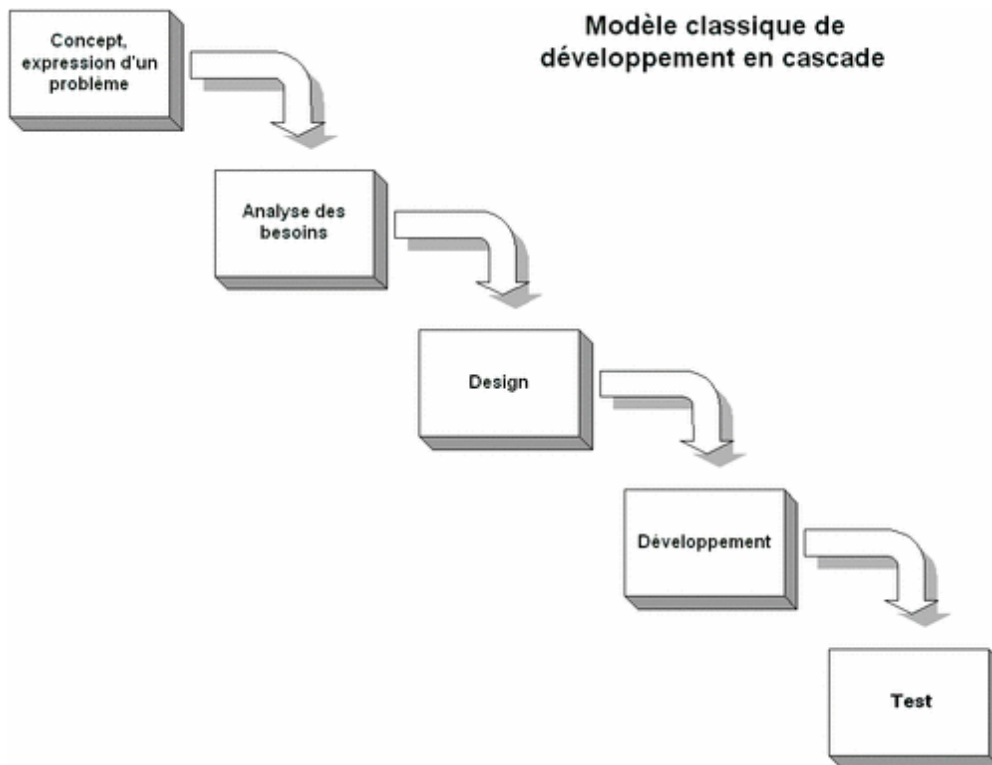 Modèle classique de
développement en cascade
Concept,
expression d'un
problème
Analyse des
besoins
Design
Développement
Test